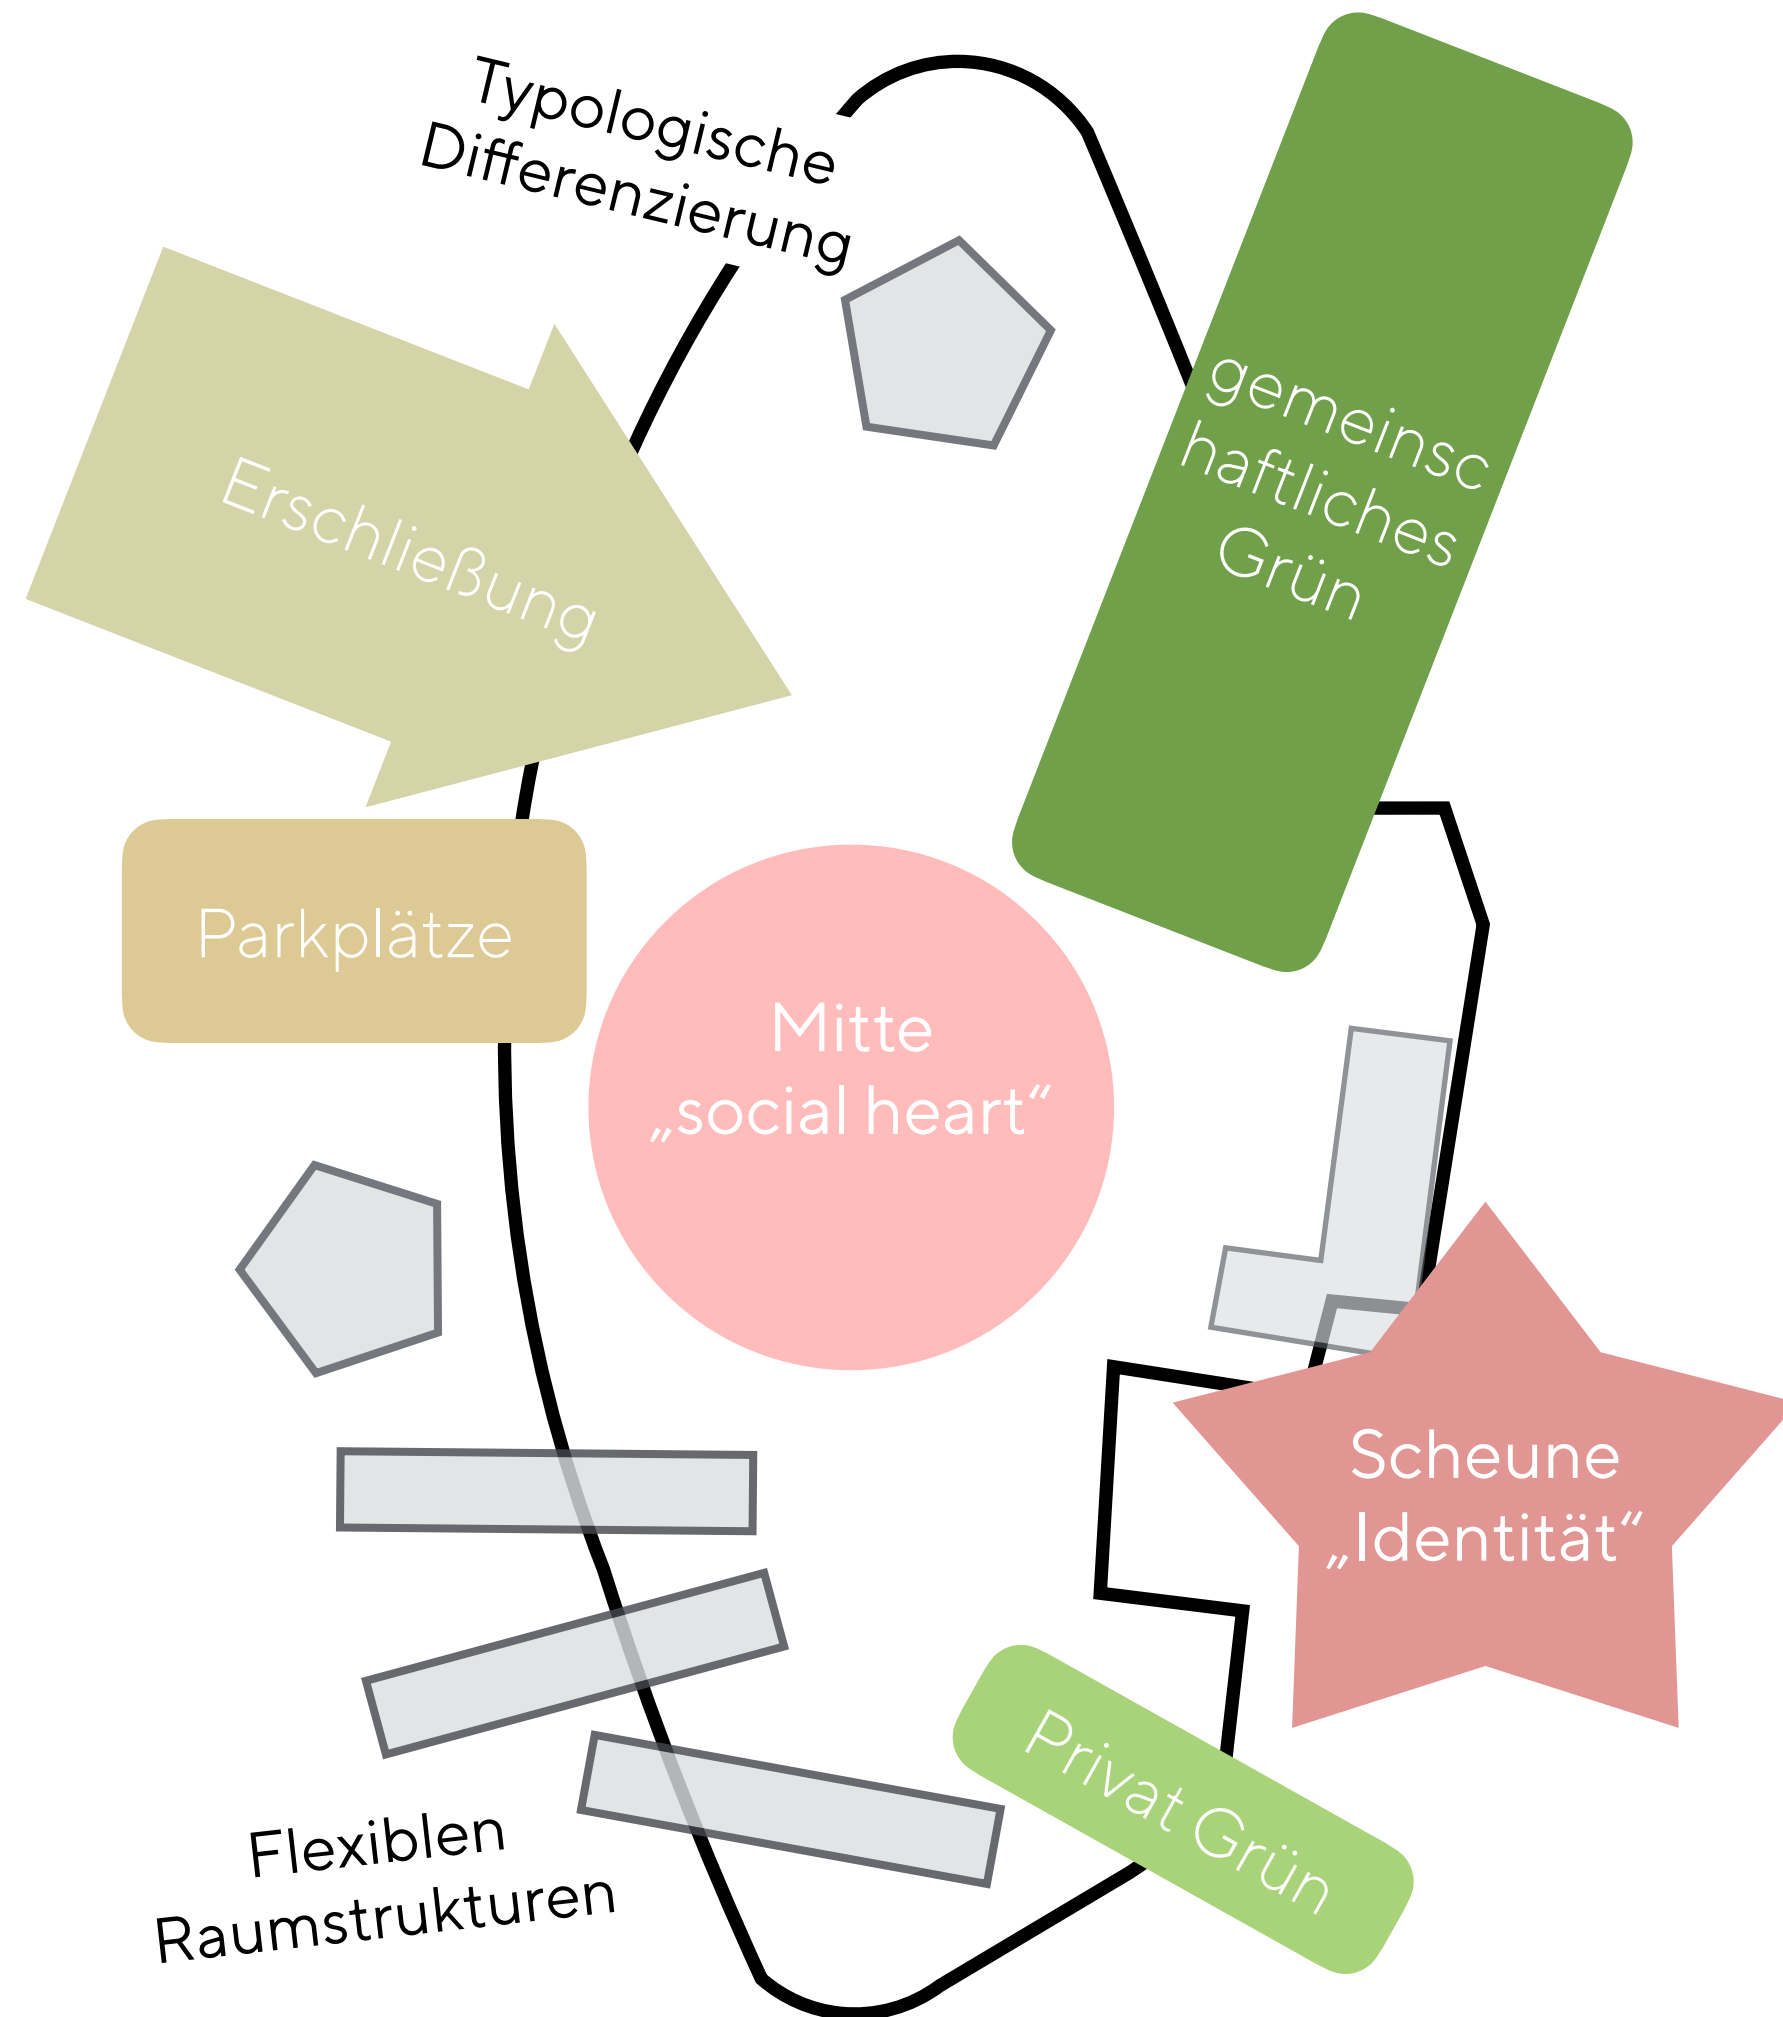 Typologische
Differenzierung
Erschließung
gemeinsc
haftliches
Grün
Parkplätze
Mitte
„social heart“
Scheune
„Identität“
Privat Grün
Flexiblen
Raumstrukturen